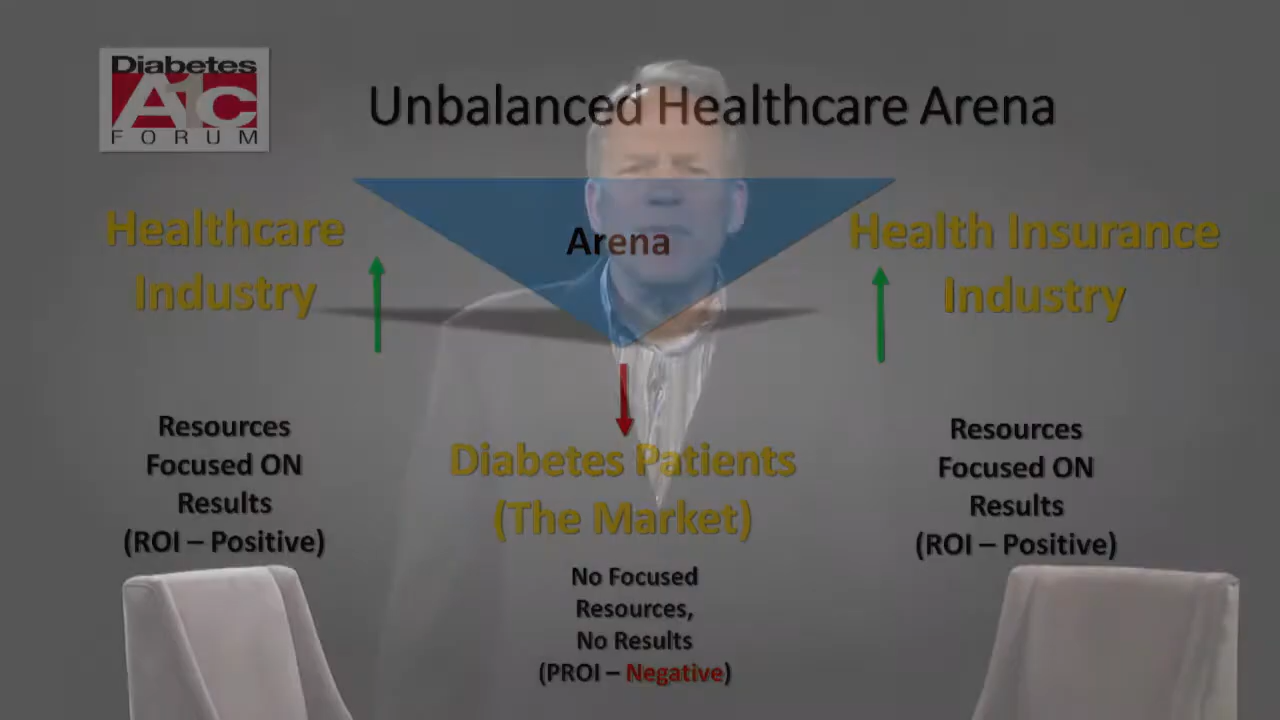 Diabetes
A1c
FORUM
Unbalanced Healthcare Arena
Healthcare
Industry
Arena
Health Insurance
Industry
Resources
Focused ON
Results
(ROI – Positive)
Diabetes Patients
(The Market)
No Focused
Resources,
No Results
(PROI – Negative)
Resources
Focused ON
Results
(ROI – Positive)